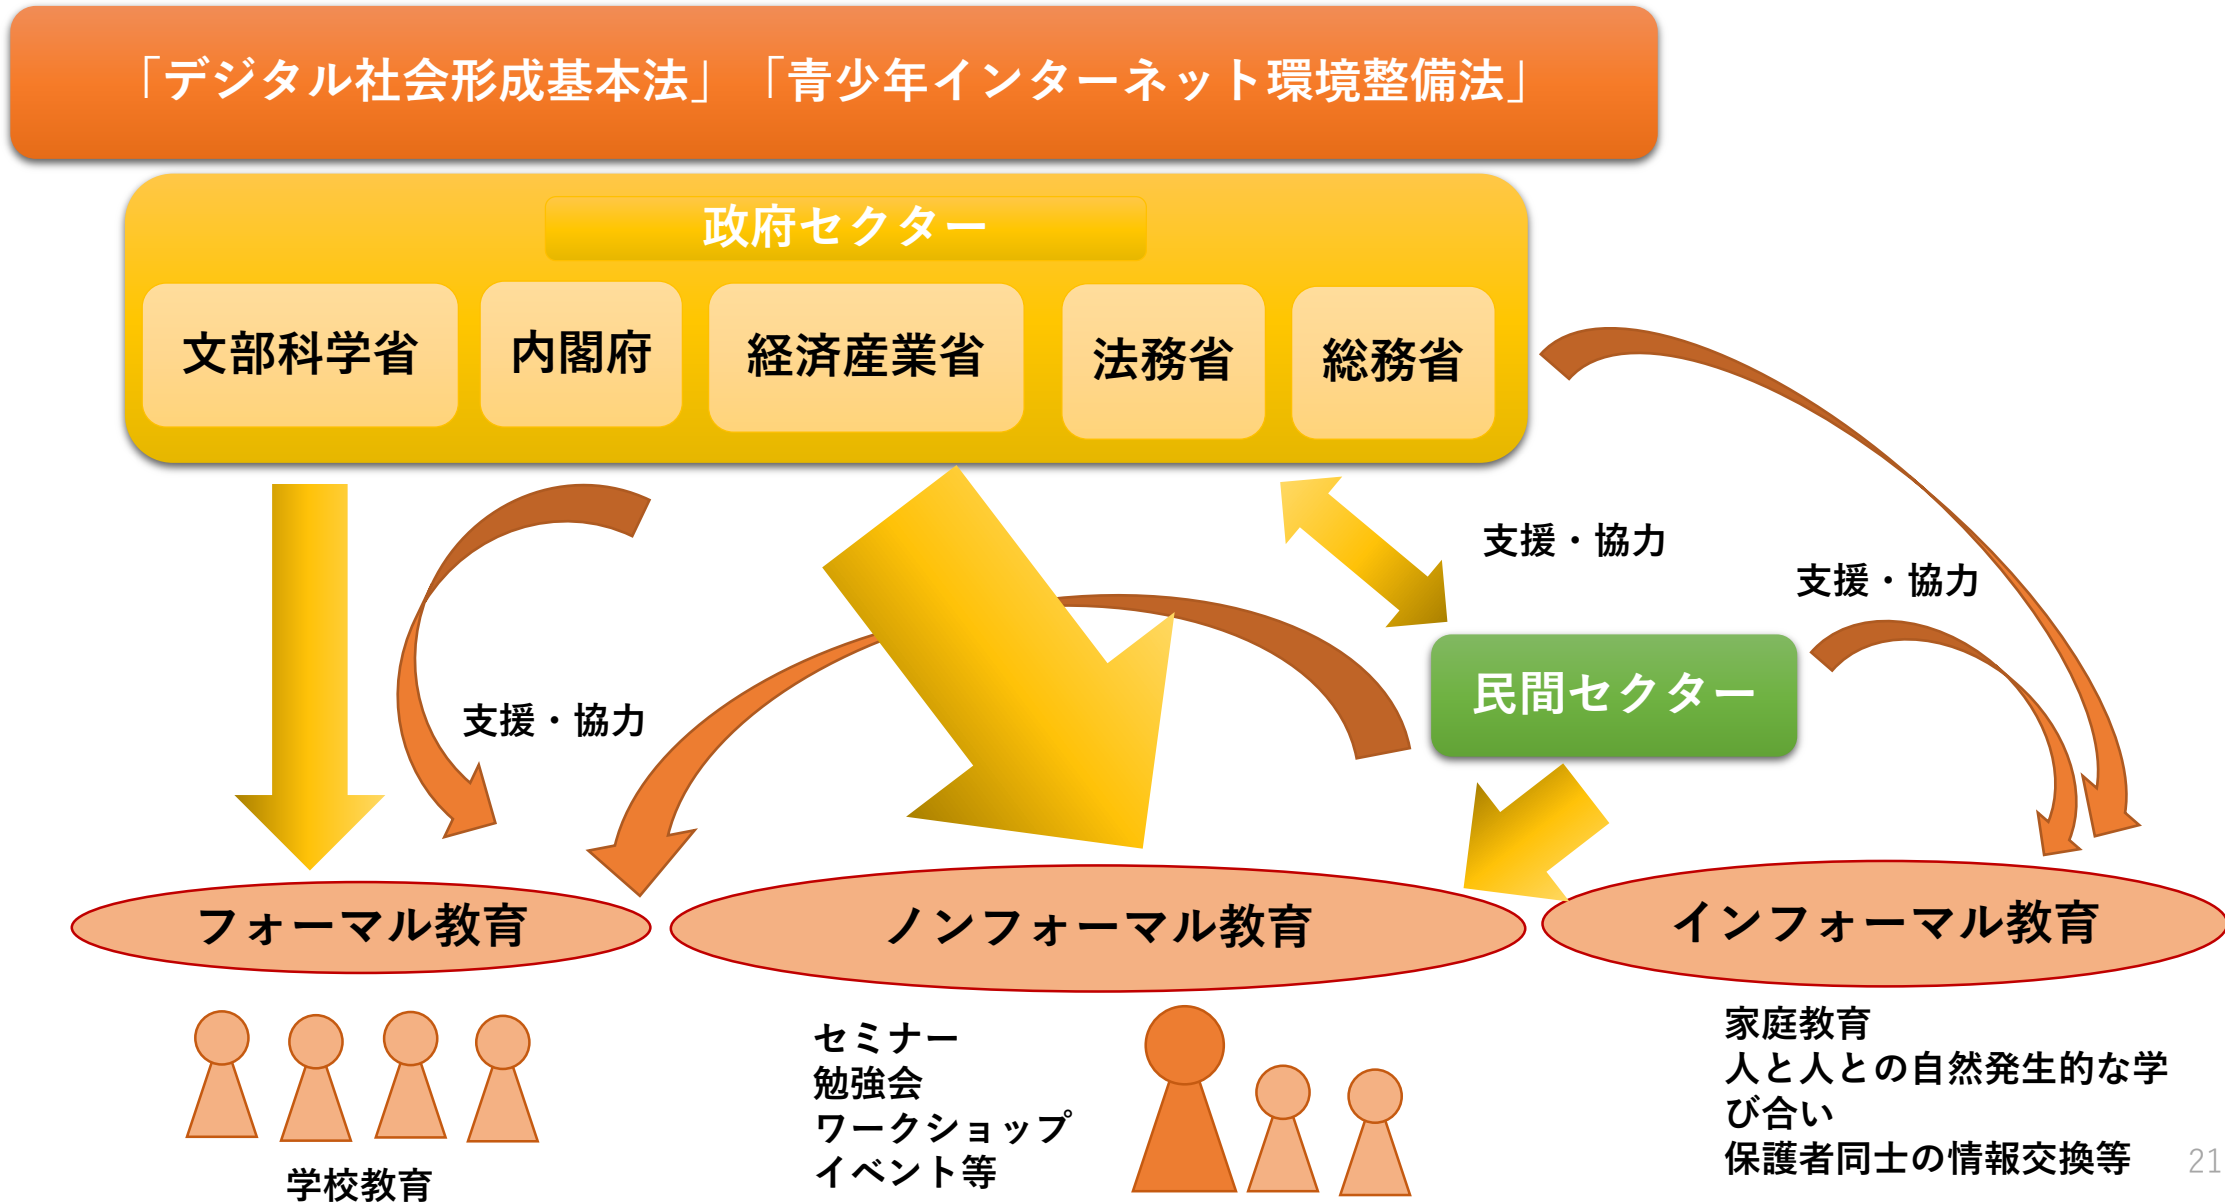 「デジタル社会形成基本法」「青少年インターネット環境整備法」
政府セクター
文部科学省
内閣府
経済産業省
法務省
総務省
支援・協力
支援・協力
民間セクター
支援・協力
フォーマル教育
ノンフォーマル教育
インフォーマル教育
学校教育
セミナー
勉強会
ワークショップ
イベント等
家庭教育
人と人との自然発生的な学
び合い
保護者同士の情報交換等
21